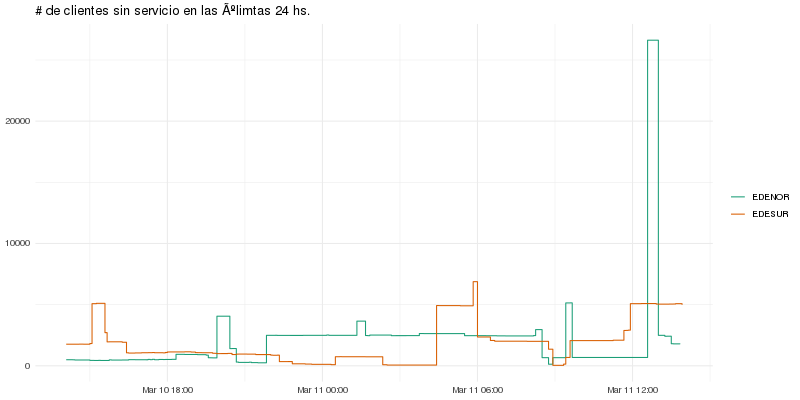 # de clientes sin servicio en las Ãºlimtas 24 hs.
20000
10000
0
EDENOR
EDESUR
Mar 10 18:00
Mar 11 00:00
Mar 11 06:00
Mar 11 12:00